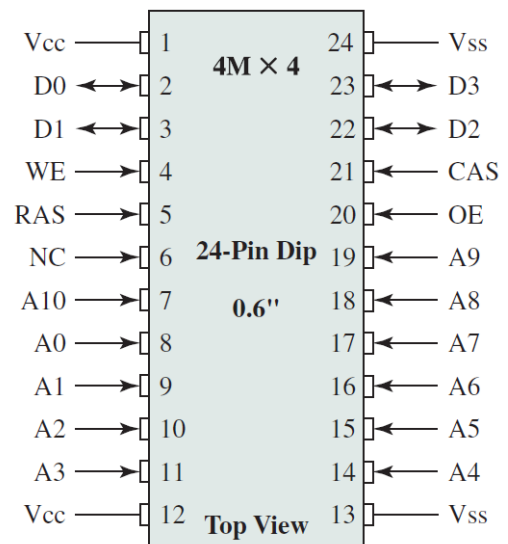 Vcc 1 24 Vss
4M × 4
D0 2 23 D3
D1 3 22 D2
WE 4 21 CAS
RAS 5 20 OE
NC 6 24-Pin Dip 19 A9
A10 7 0.6" 18 A8
A0 8 17 A7
A1 9 16 A6
A2 10 15 A5
A3 11 14 A4
Vcc 12 Top View 13 Vss